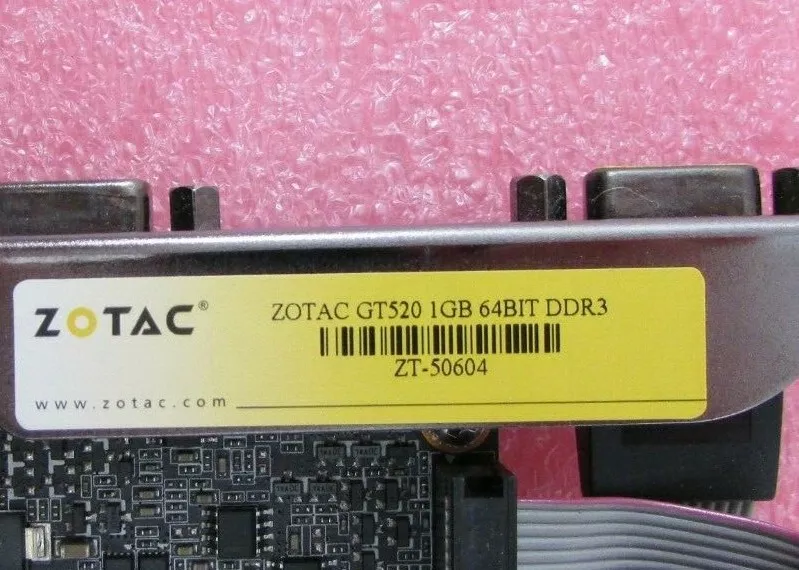 ZOTAC®
ZOTAC GT520 1GB 64BIT DDR3
ZT-50604
www.zotac.com